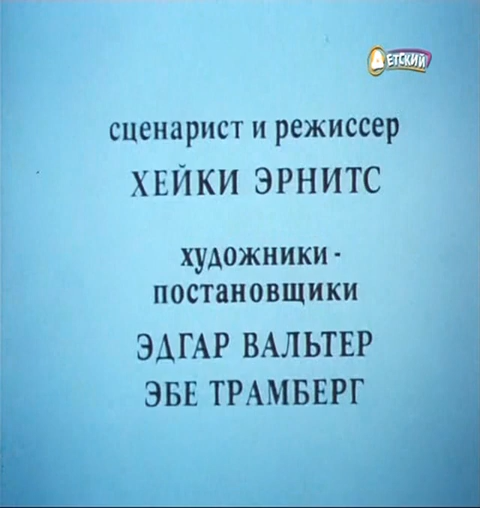 ДЕТСКИЙ
сценарист и режиссер
ХЕЙКИ ЭРНИТС
художники-
постановщики
ЭДГАР ВАЛЬТЕР
ЭБЕ ТРАМБЕРГ